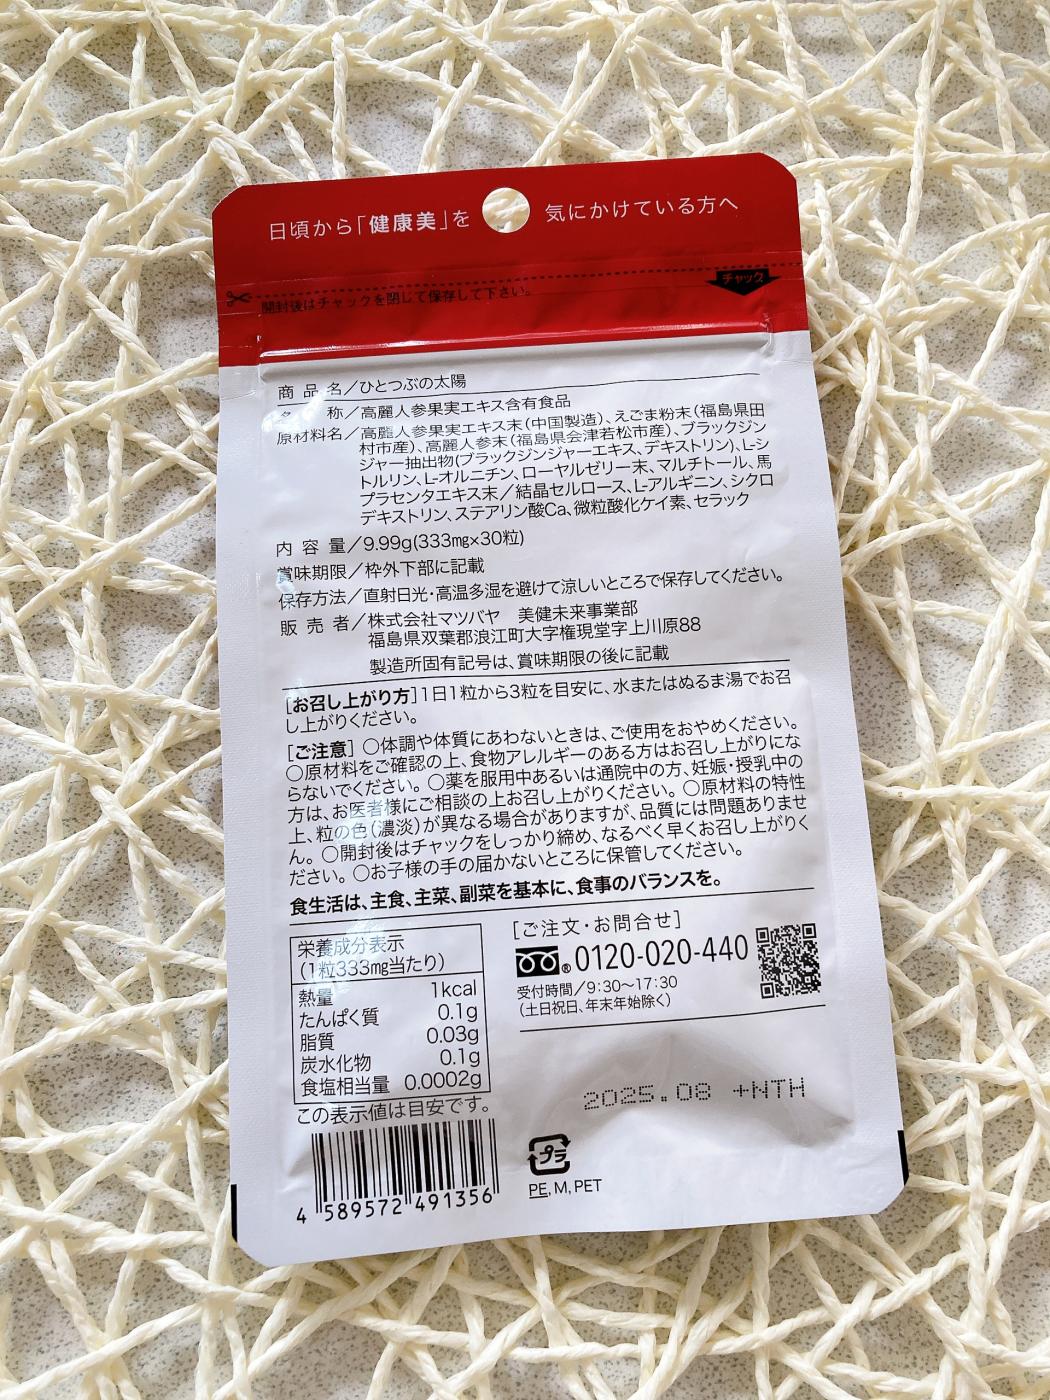 日頃から「健康美」を 気にかけている方へ
チャック
開封後はチャックを閉じて保存して下さい。
商品名／ひとつぶの太陽
名称／高麗人参果実エキス含有食品
原材料名／高麗人参果実エキス末(中国製造)、えごま粉末(福島県田
村市産)、高麗人参末(福島県会津若松市産)、ブラックジン
ジャー抽出物(ブラックジンジャーエキス、デキストリン)、L-シ
トルリン、L-オルニチン、ローヤルゼリー末、マルチトール、馬
プラセンタエキス末／結晶セルロース、L-アルギニン、シクロ
デキストリン、ステアリン酸Ca、微粒酸化ケイ素、セラック
内容量／9.99g(333㎎×30粒)
賞味期限／枠外下部に記載
保存方法／直射日光・高温多湿を避けて涼しいところで保存してください。
販売者／株式会社マツバヤ 美健未来事業部
福島県双葉郡浪江町大字権現堂字上川原88
製造所固有記号は、賞味期限の後に記載
[お召し上がり方]1日1粒から3粒を目安に、水またはぬるま湯でお召
し上がりください。
[ご注意] ○体調や体質にあわないときは、ご使用をおやめください。
○原材料をご確認の上、食物アレルギーのある方はお召し上がりにな
らないでください。○薬を服用中あるいは通院中の方、妊娠・授乳中の
方は、お医者様にご相談の上お召し上がりください。○原材料の特性
上、粒の色(濃淡)が異なる場合がありますが、品質には問題ありませ
ん。○開封後はチャックをしっかり締め、なるべく早くお召し上がりく
ださい。○お子様の手の届かないところに保管してください。
食生活は、主食、主菜、副菜を基本に、食事のバランスを。
栄養成分表示
(1粒333㎎当たり)
熱量 1kcal
たんぱく質 0.1g
脂質 0.03g
炭水化物 0.1g
食塩相当量 0.0002g
この表示値は目安です。
[ご注文・お問合せ]
® 0120-020-440
受付時間／9:30～17:30
(土日祝日、年末年始除く)
2025.08 +NTH
プラ
PE, M, PET
4 589572 491356